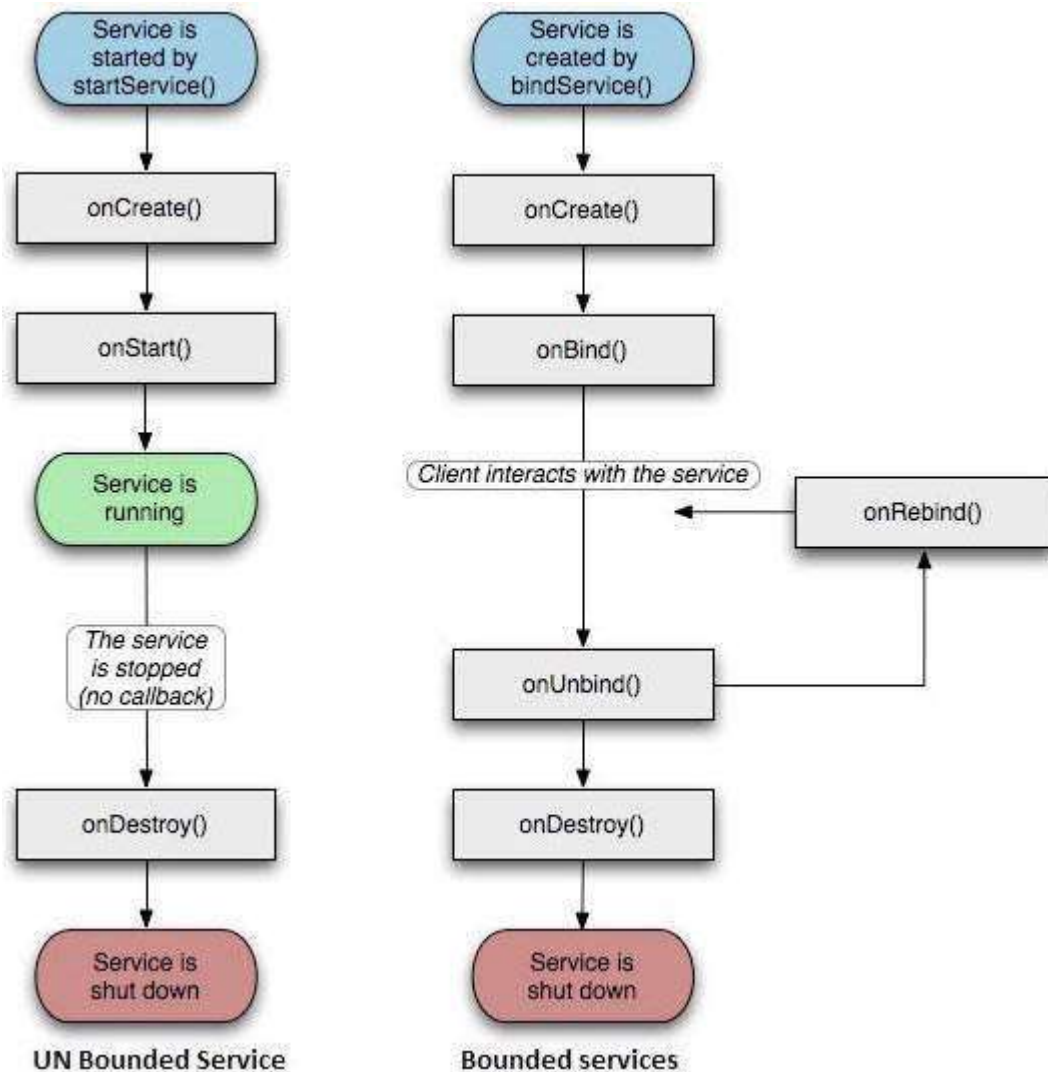 Service is
started by
startService()
onCreate()
onStart()
Service is
running
The service
is stopped
(no callback)
onDestroy()
Service is
shut down
UN Bounded Service
Service is
created by
bindService()
onCreate()
onBind()
Client interacts with the service
onRebind()
onUnbind()
onDestroy()
Service is
shut down
Bounded services